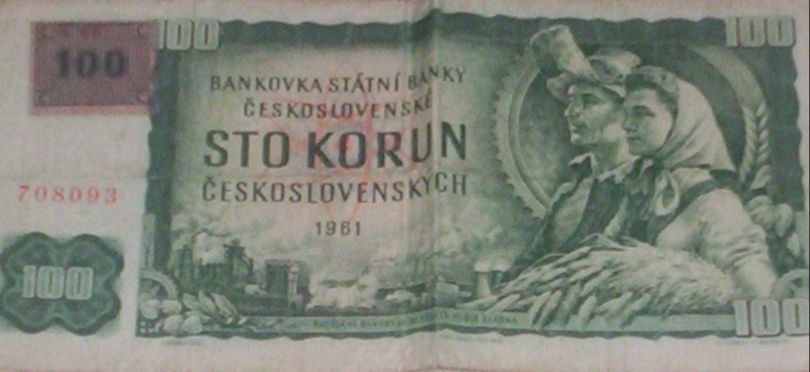 100
100
100
BANKOVKA STÁTNÍ BANKY
ČESKOSLOVENSKÉ
STO KORUN
ČESKOSLOVENSKÝCH
1961
708093
100
100